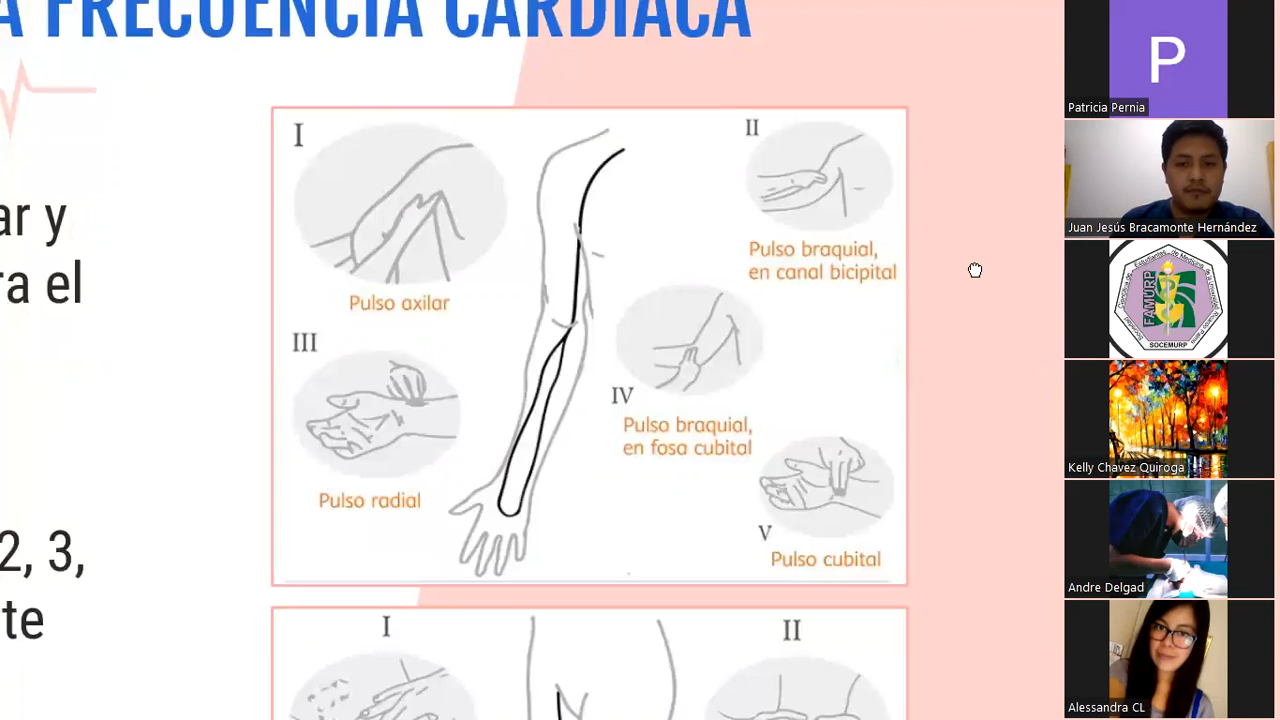 A FRECUENCIA CARDÍACA
ar y
ra el
2, 3,
te
I
Pulso axilar
II
Pulso braquial,
en canal bicipital
III
Pulso radial
IV
Pulso braquial,
en fosa cubital
V
Pulso cubital
I
II
P
Patricia Pernia
Juan Jesús Bracamonte Hernández
FAMURP
SOCEMURP
Kelly Chavez Quiroga
Andre Delgad
Alessandra CL